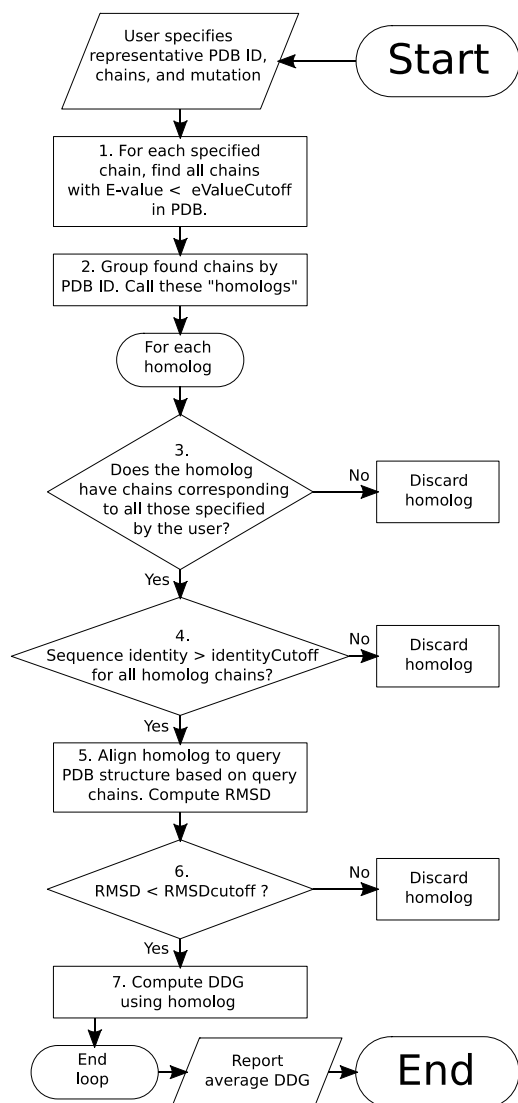 Start
User specifies
representative PDB ID,
chains, and mutation
1. For each specified
chain, find all chains
with E-value < eValueCutoff
in PDB.
2. Group found chains by
PDB ID. Call these "homologs"
For each
homolog
3.
Does the homolog
have chains corresponding
to all those specified
by the user?
No
Discard
homolog
Yes
4.
Sequence identity > identityCutoff
for all homolog chains?
No
Discard
homolog
Yes
5. Align homolog to query
PDB structure based on query
chains. Compute RMSD
6.
RMSD < RMSDcutoff ?
No
Discard
homolog
Yes
7. Compute DDG
using homolog
End
loop
Report
average DDG
End